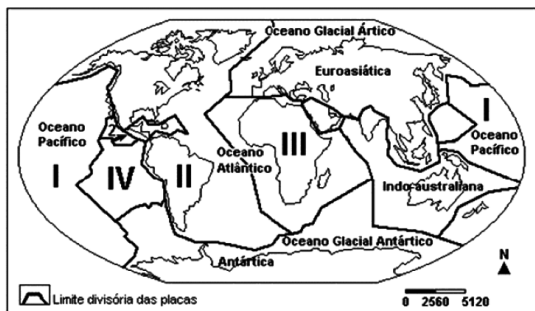 Oceano Glacial Ártico
Euroasiática
Oceano
Pacífico
2
I
I
Oceano
Pacífico
III
Oceano
Atlântico
IV
II
Indo-australiana
Oceano Glacial Antártico
Antártica
N
Limite divisória das placas
0 2560 5120